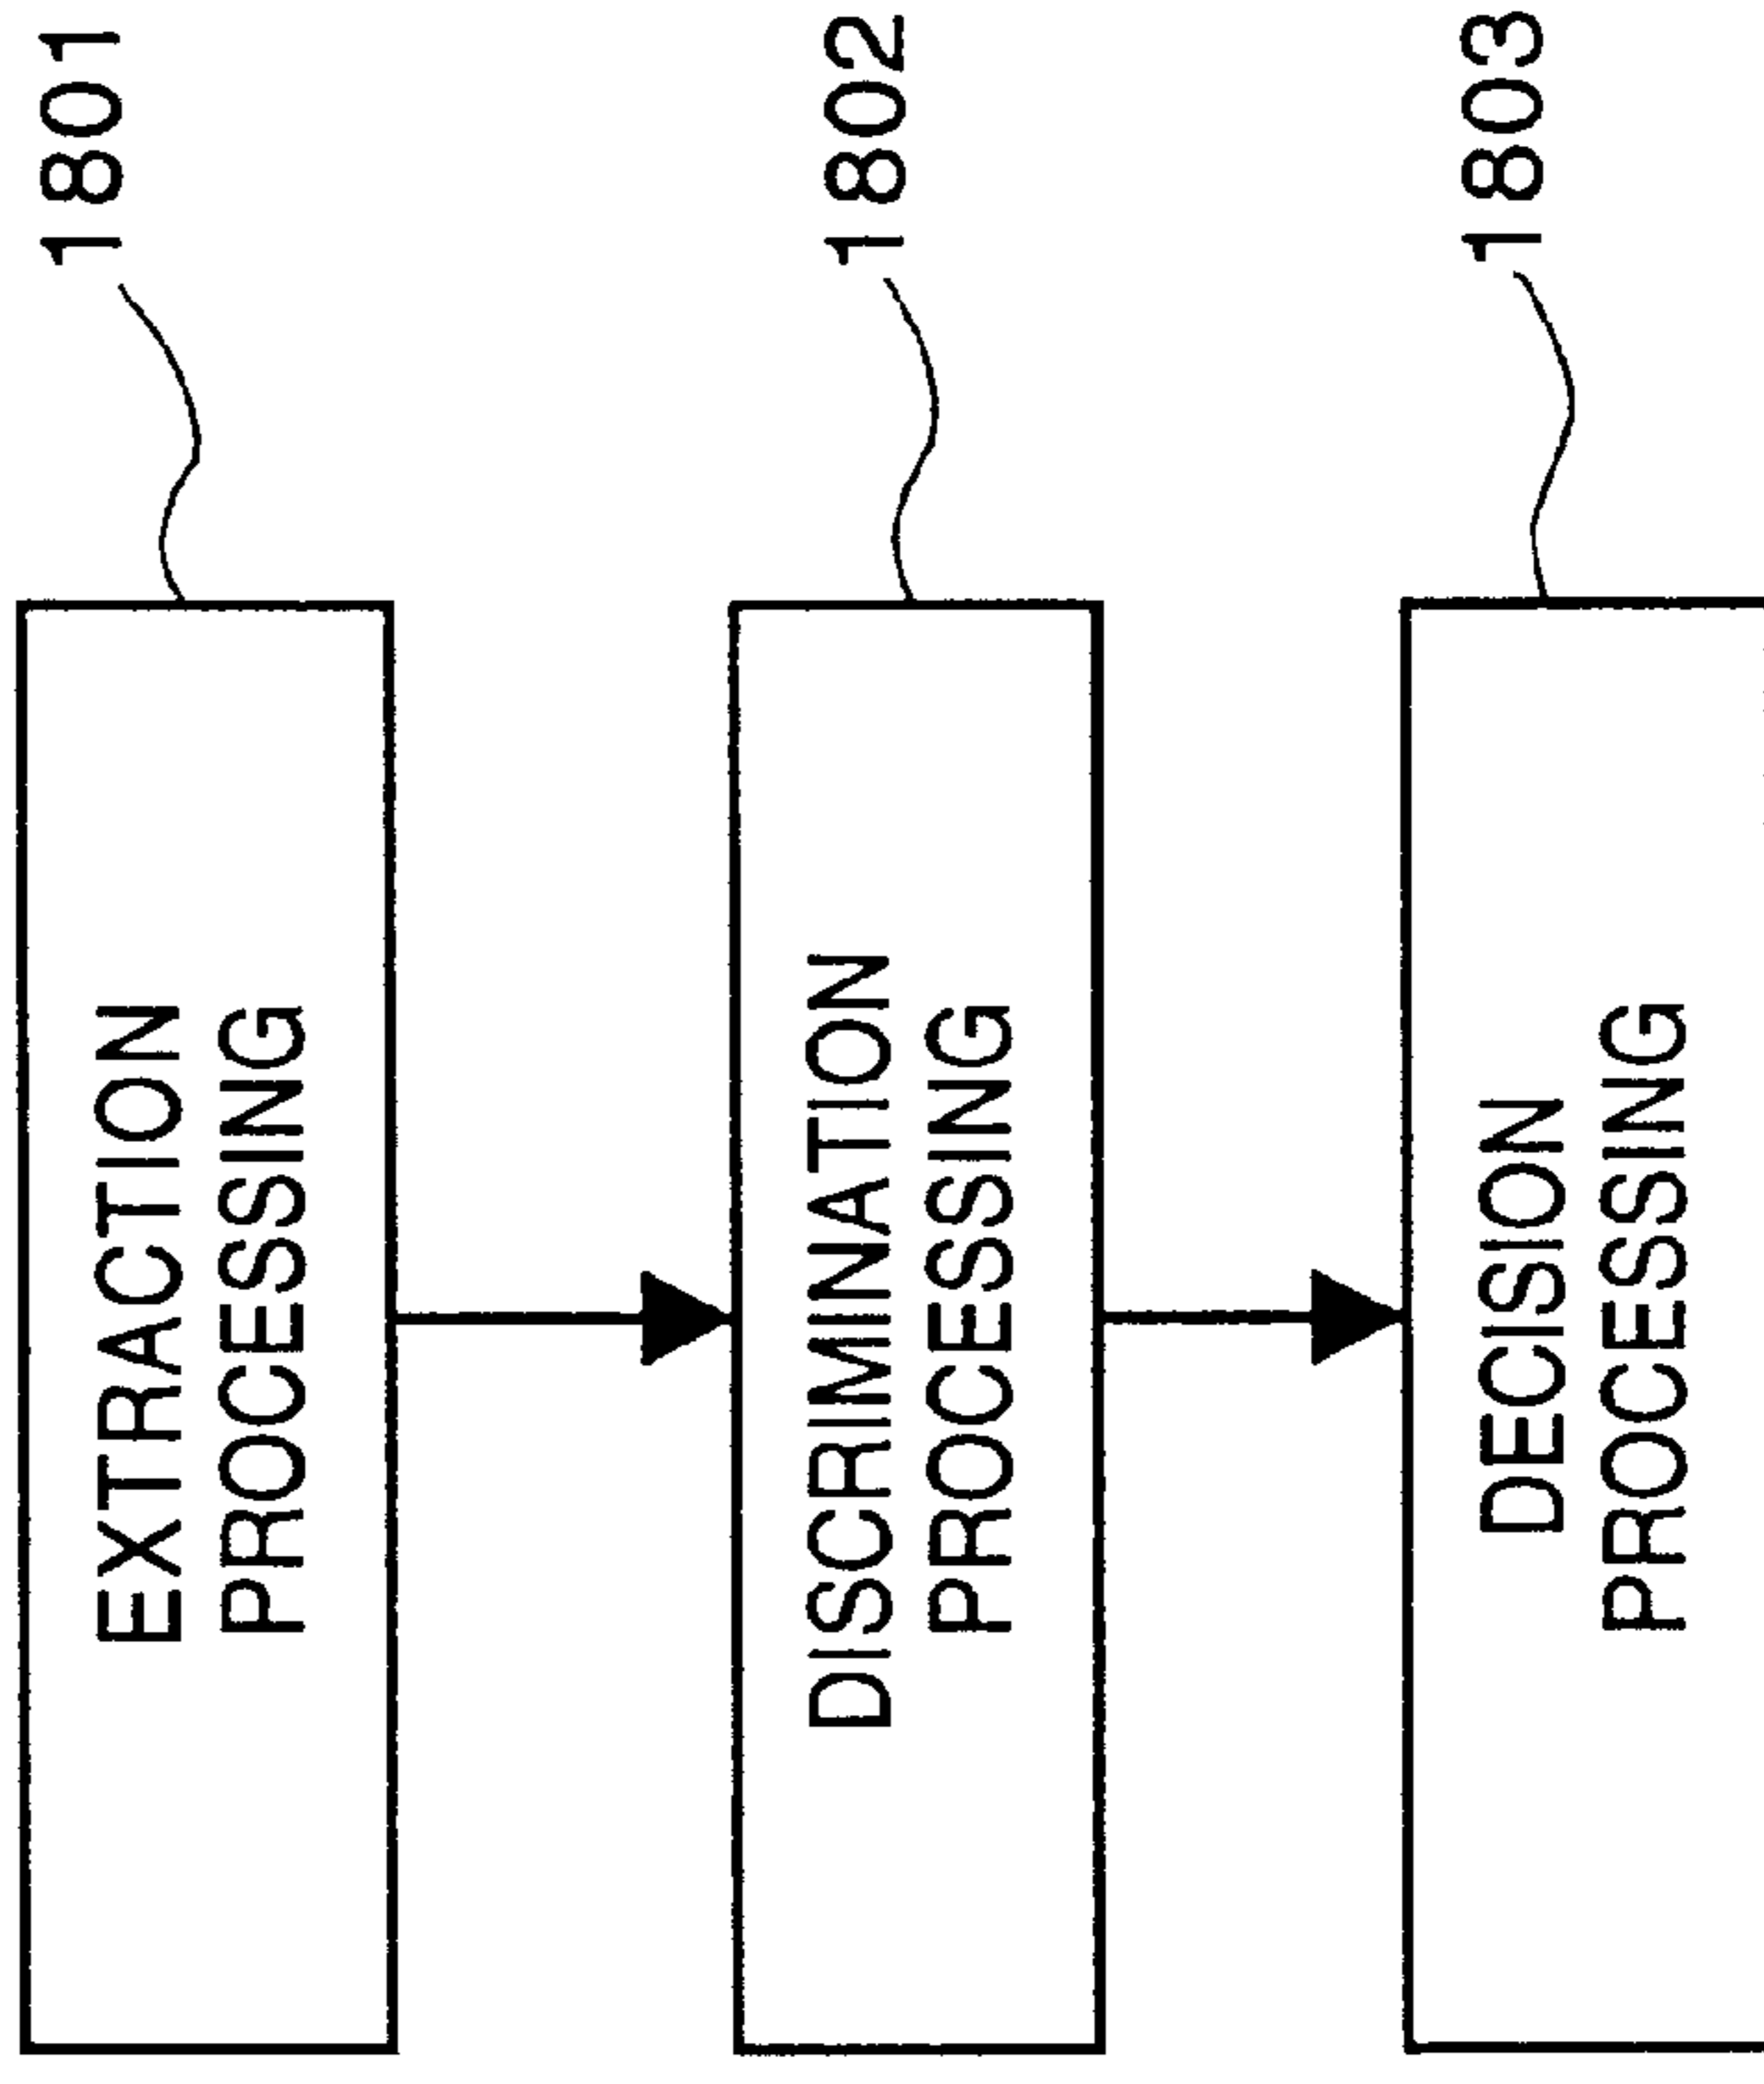 EXTRACTION
PROCESSING
1801
DISCRIMINATION
PROCESSING
1802
DECISION
PROCESSING
1803